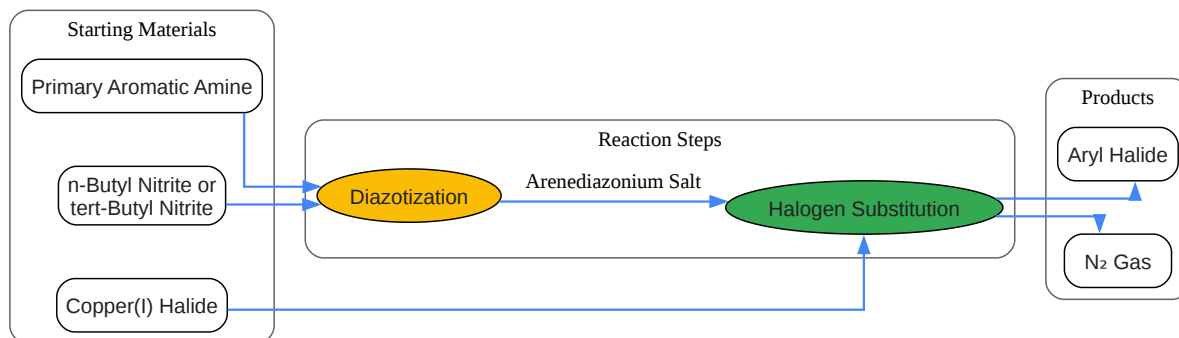 Starting Materials
Primary Aromatic Amine
n-Butyl Nitrite or
tert-Butyl Nitrite
Copper(I) Halide
Reaction Steps
Diazotization
Arenediazonium Salt
Halogen Substitution
Products
Aryl Halide
N₂ Gas